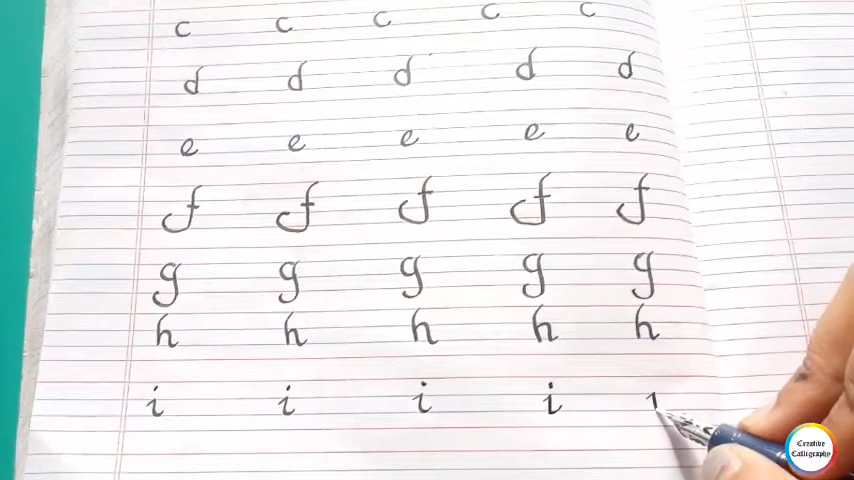 c c c c c
d d d d d
e e e e e
f f f f f
g g g g g
h h h h h
i i i i ı
Creative
Calligraphy